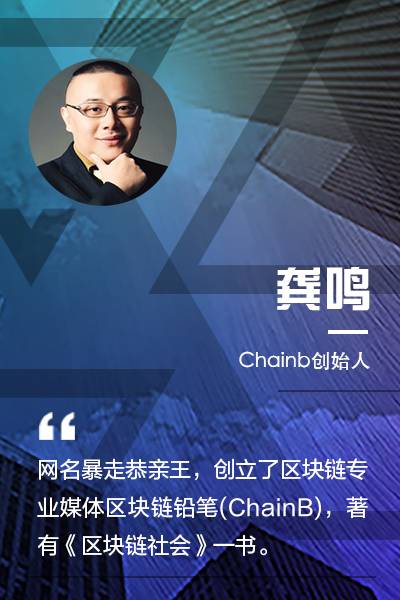 龚鸣
Chainb创始人
“
网名暴走恭亲王，创立了区块链专
业媒体区块链铅笔(ChainB)，著
有《区块链社会》一书。